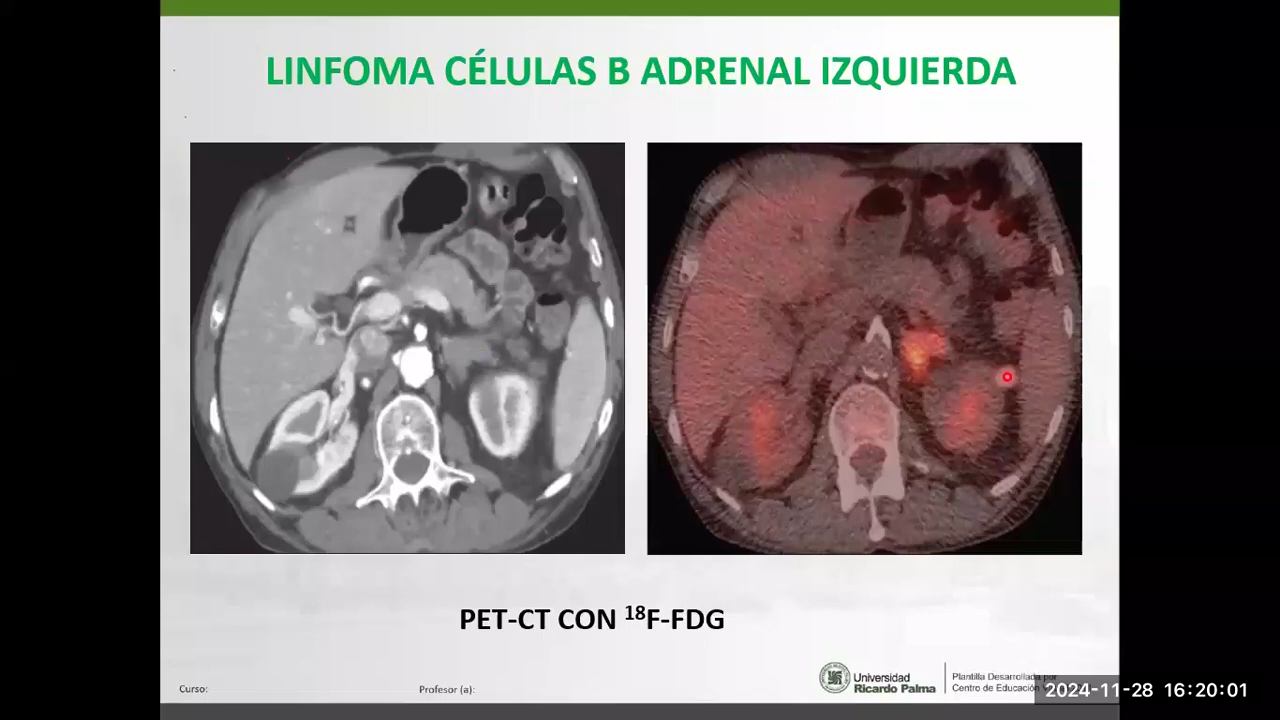 LINFOMA CÉLULAS B ADRENAL IZQUIERDA
PET-CT CON ¹⁸F-FDG
Curso:
Profesor (a):
Universidad
Ricardo Palma
Plantilla Desarrollada por
Centro de Educación
2024-11-28 16:20:01